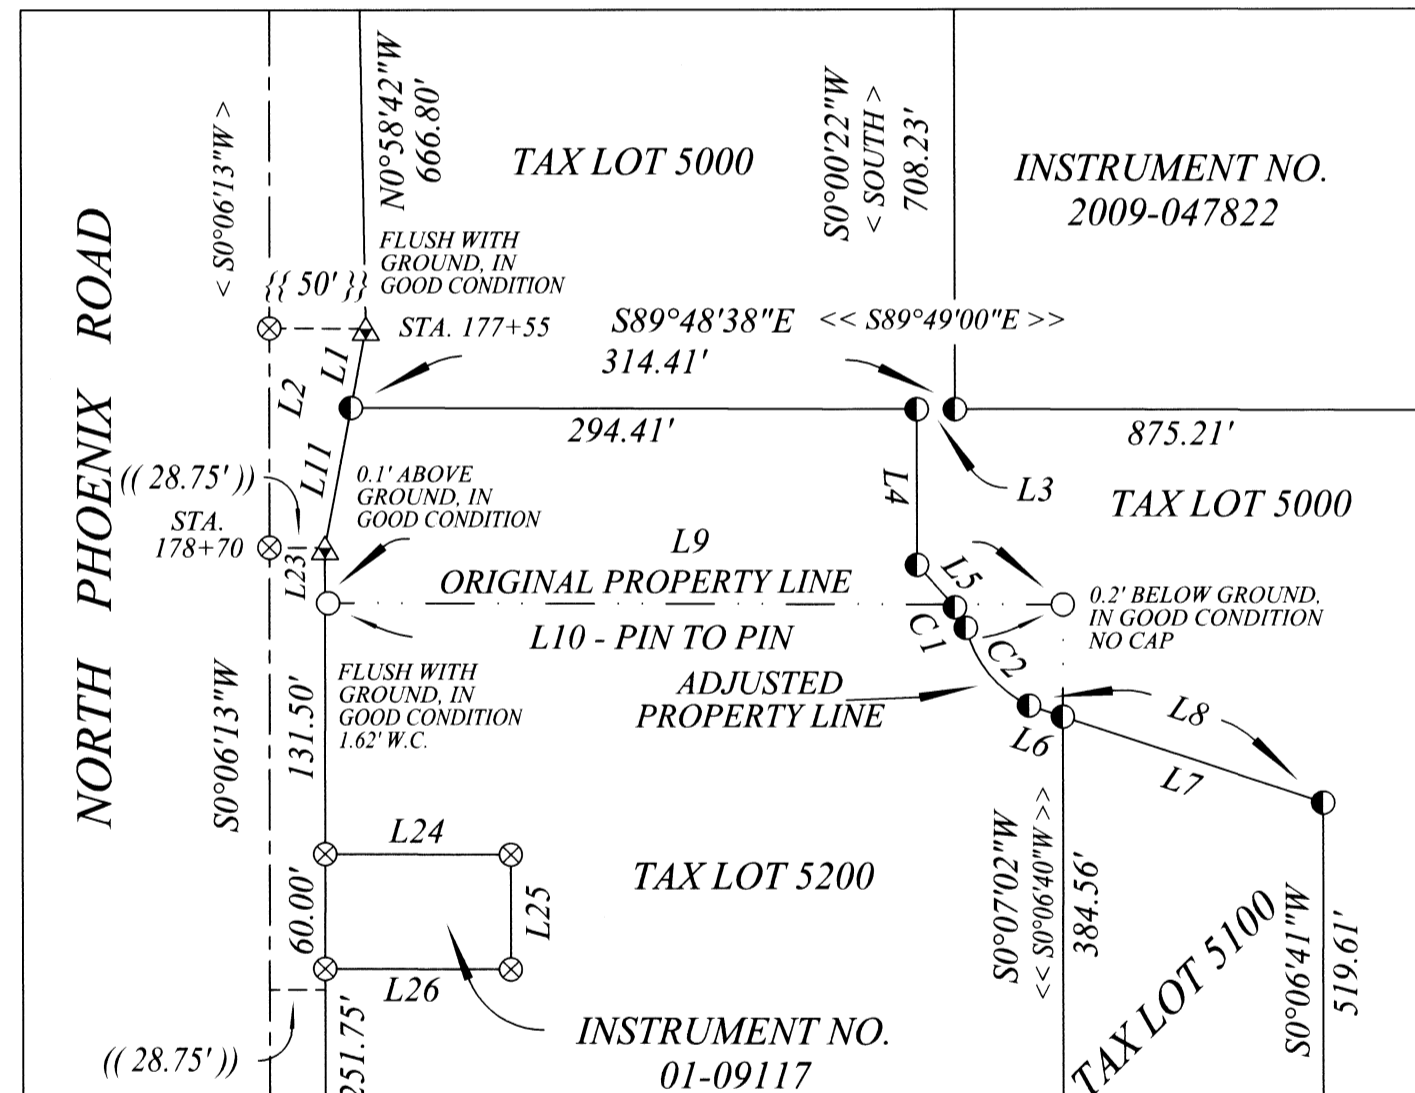 N0°58'42"W
666.80'
< S0°06'13"W >
TAX LOT 5000
S0°00'22"W
< SOUTH >
708.23'
INSTRUMENT NO.
2009-047822
NORTH PHOENIX ROAD
FLUSH WITH
GROUND, IN
GOOD CONDITION
{{ 50' }}
STA. 177+55
S89°48'38"E
<< S89°49'00"E >>
314.41'
L1
L2
294.41'
875.21'
L11
(( 28.75' ))
0.1' ABOVE
GROUND, IN
GOOD CONDITION
L4
L3
TAX LOT 5000
STA.
178+70
L23
L9
ORIGINAL PROPERTY LINE
L5
0.2' BELOW GROUND,
IN GOOD CONDITION
NO CAP
L10 - PIN TO PIN
C1
C2
FLUSH WITH
GROUND, IN
GOOD CONDITION
1.62' W.C.
ADJUSTED
PROPERTY LINE
L8
L6
L7
S0°06'13"W
131.50'
L24
TAX LOT 5200
L25
60.00'
L26
S0°07'02"W
<< S0°06'40"W >>
384.56'
TAX LOT 5100
S0°06'41"W
519.61'
INSTRUMENT NO.
01-09117
(( 28.75' ))
251.75'